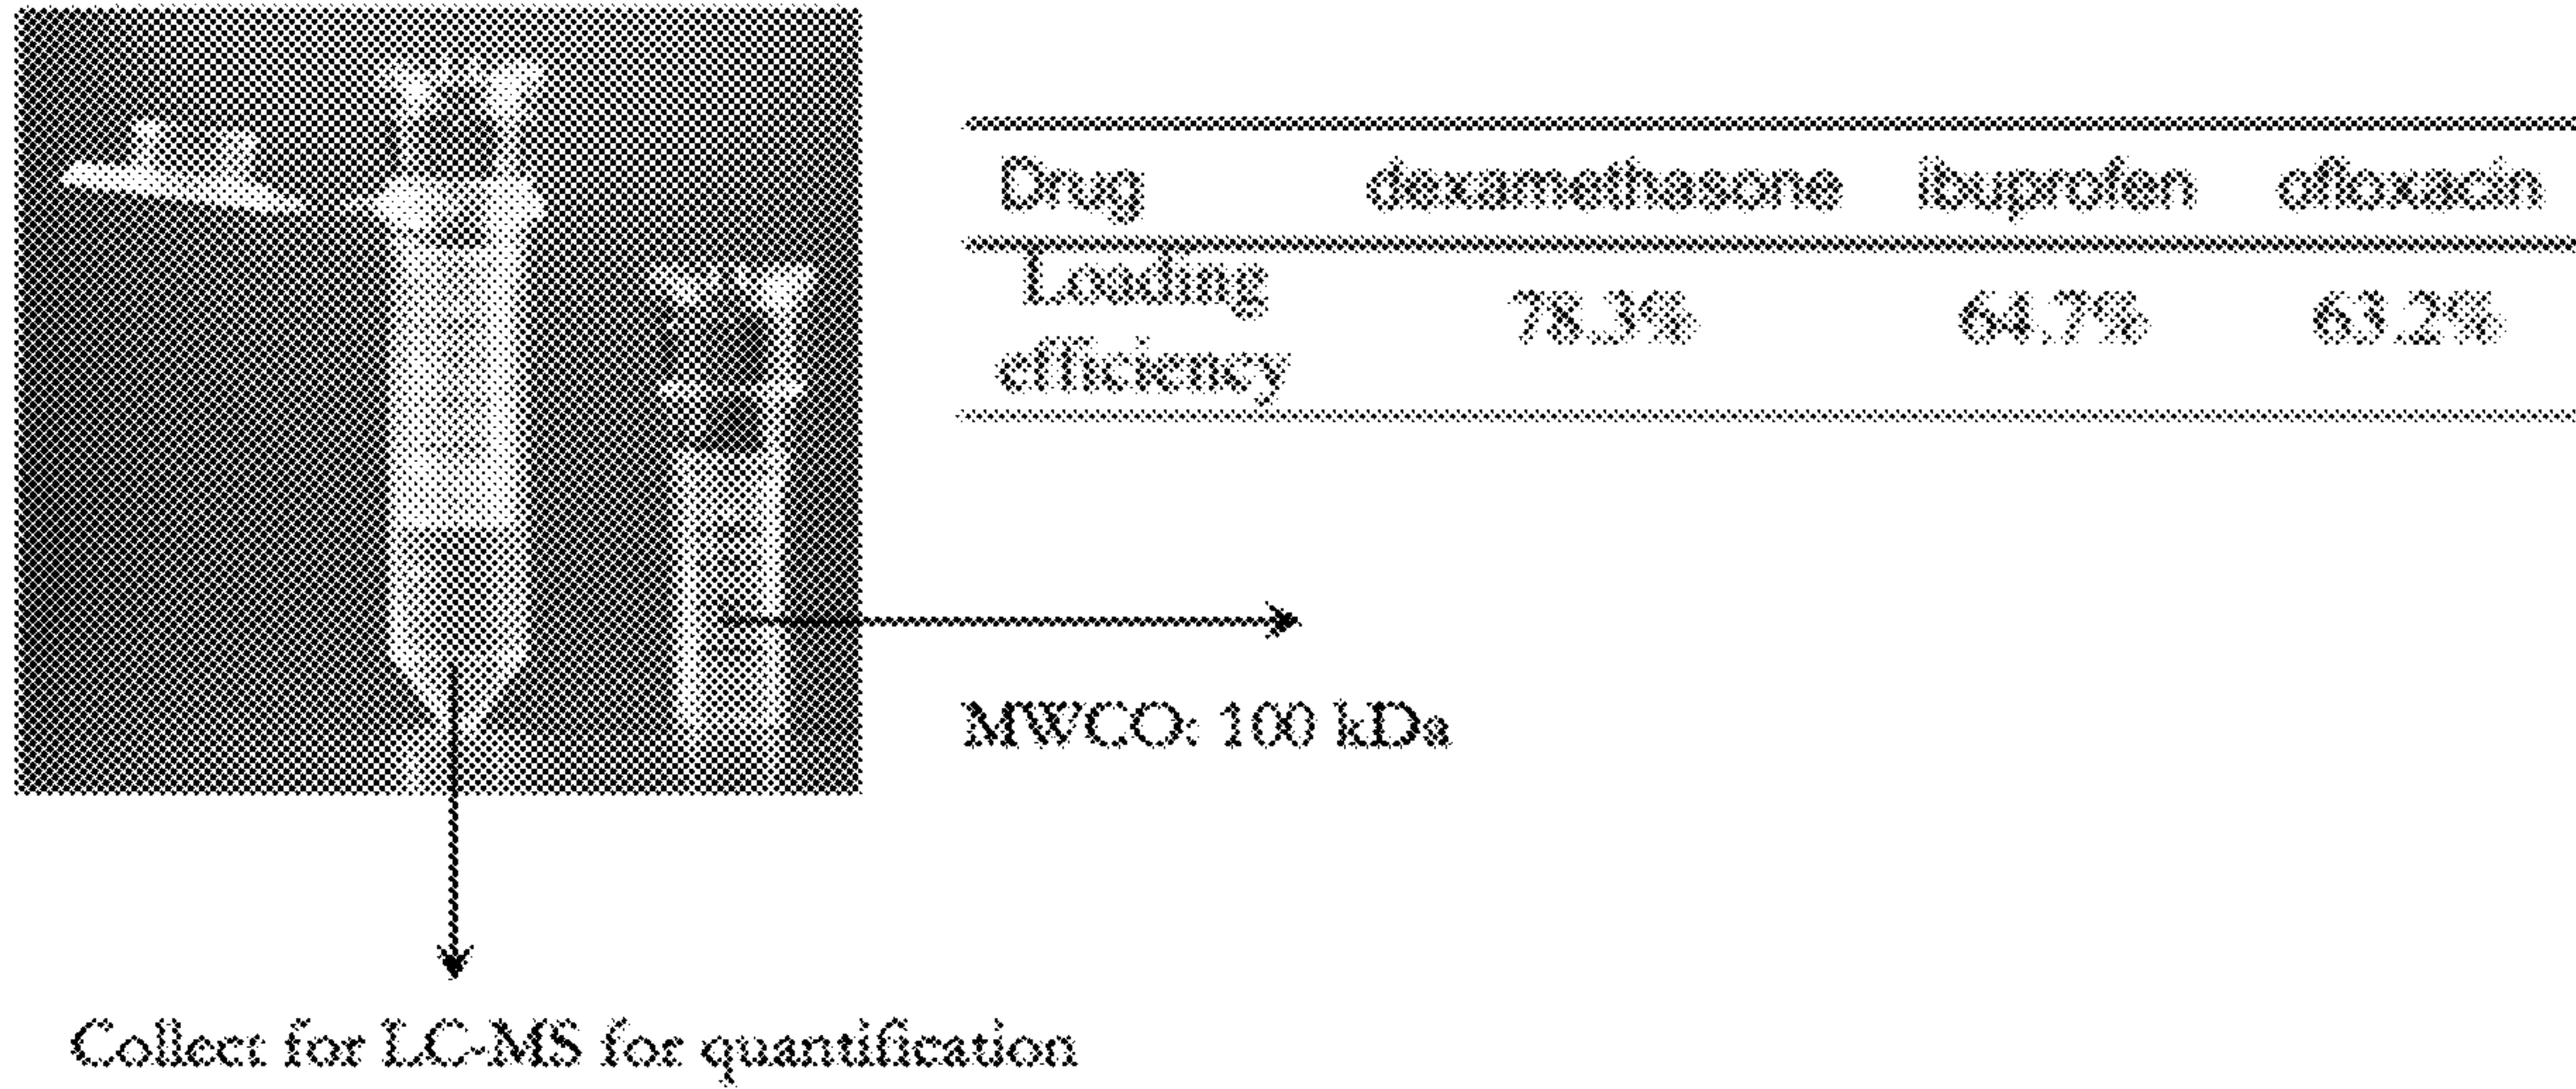 Drug dexamethasone ibuprofen ofloxacin
Loading efficiency 78.3% 64.7% 63.2%
MWCO: 100 kDa
Collect for LC-MS for quantification